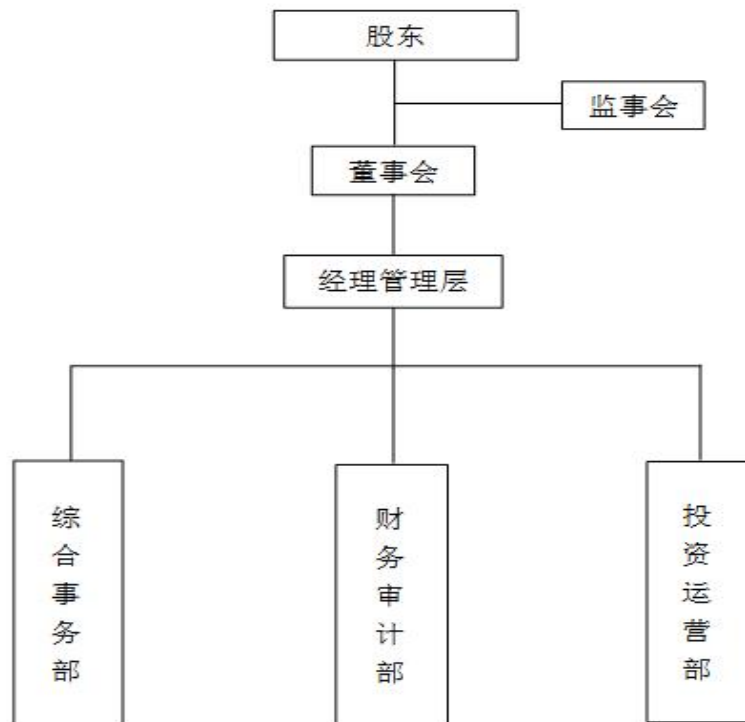 股东
监事会
董事会
经理管理层
综合事务部
财务审计部
投资运营部